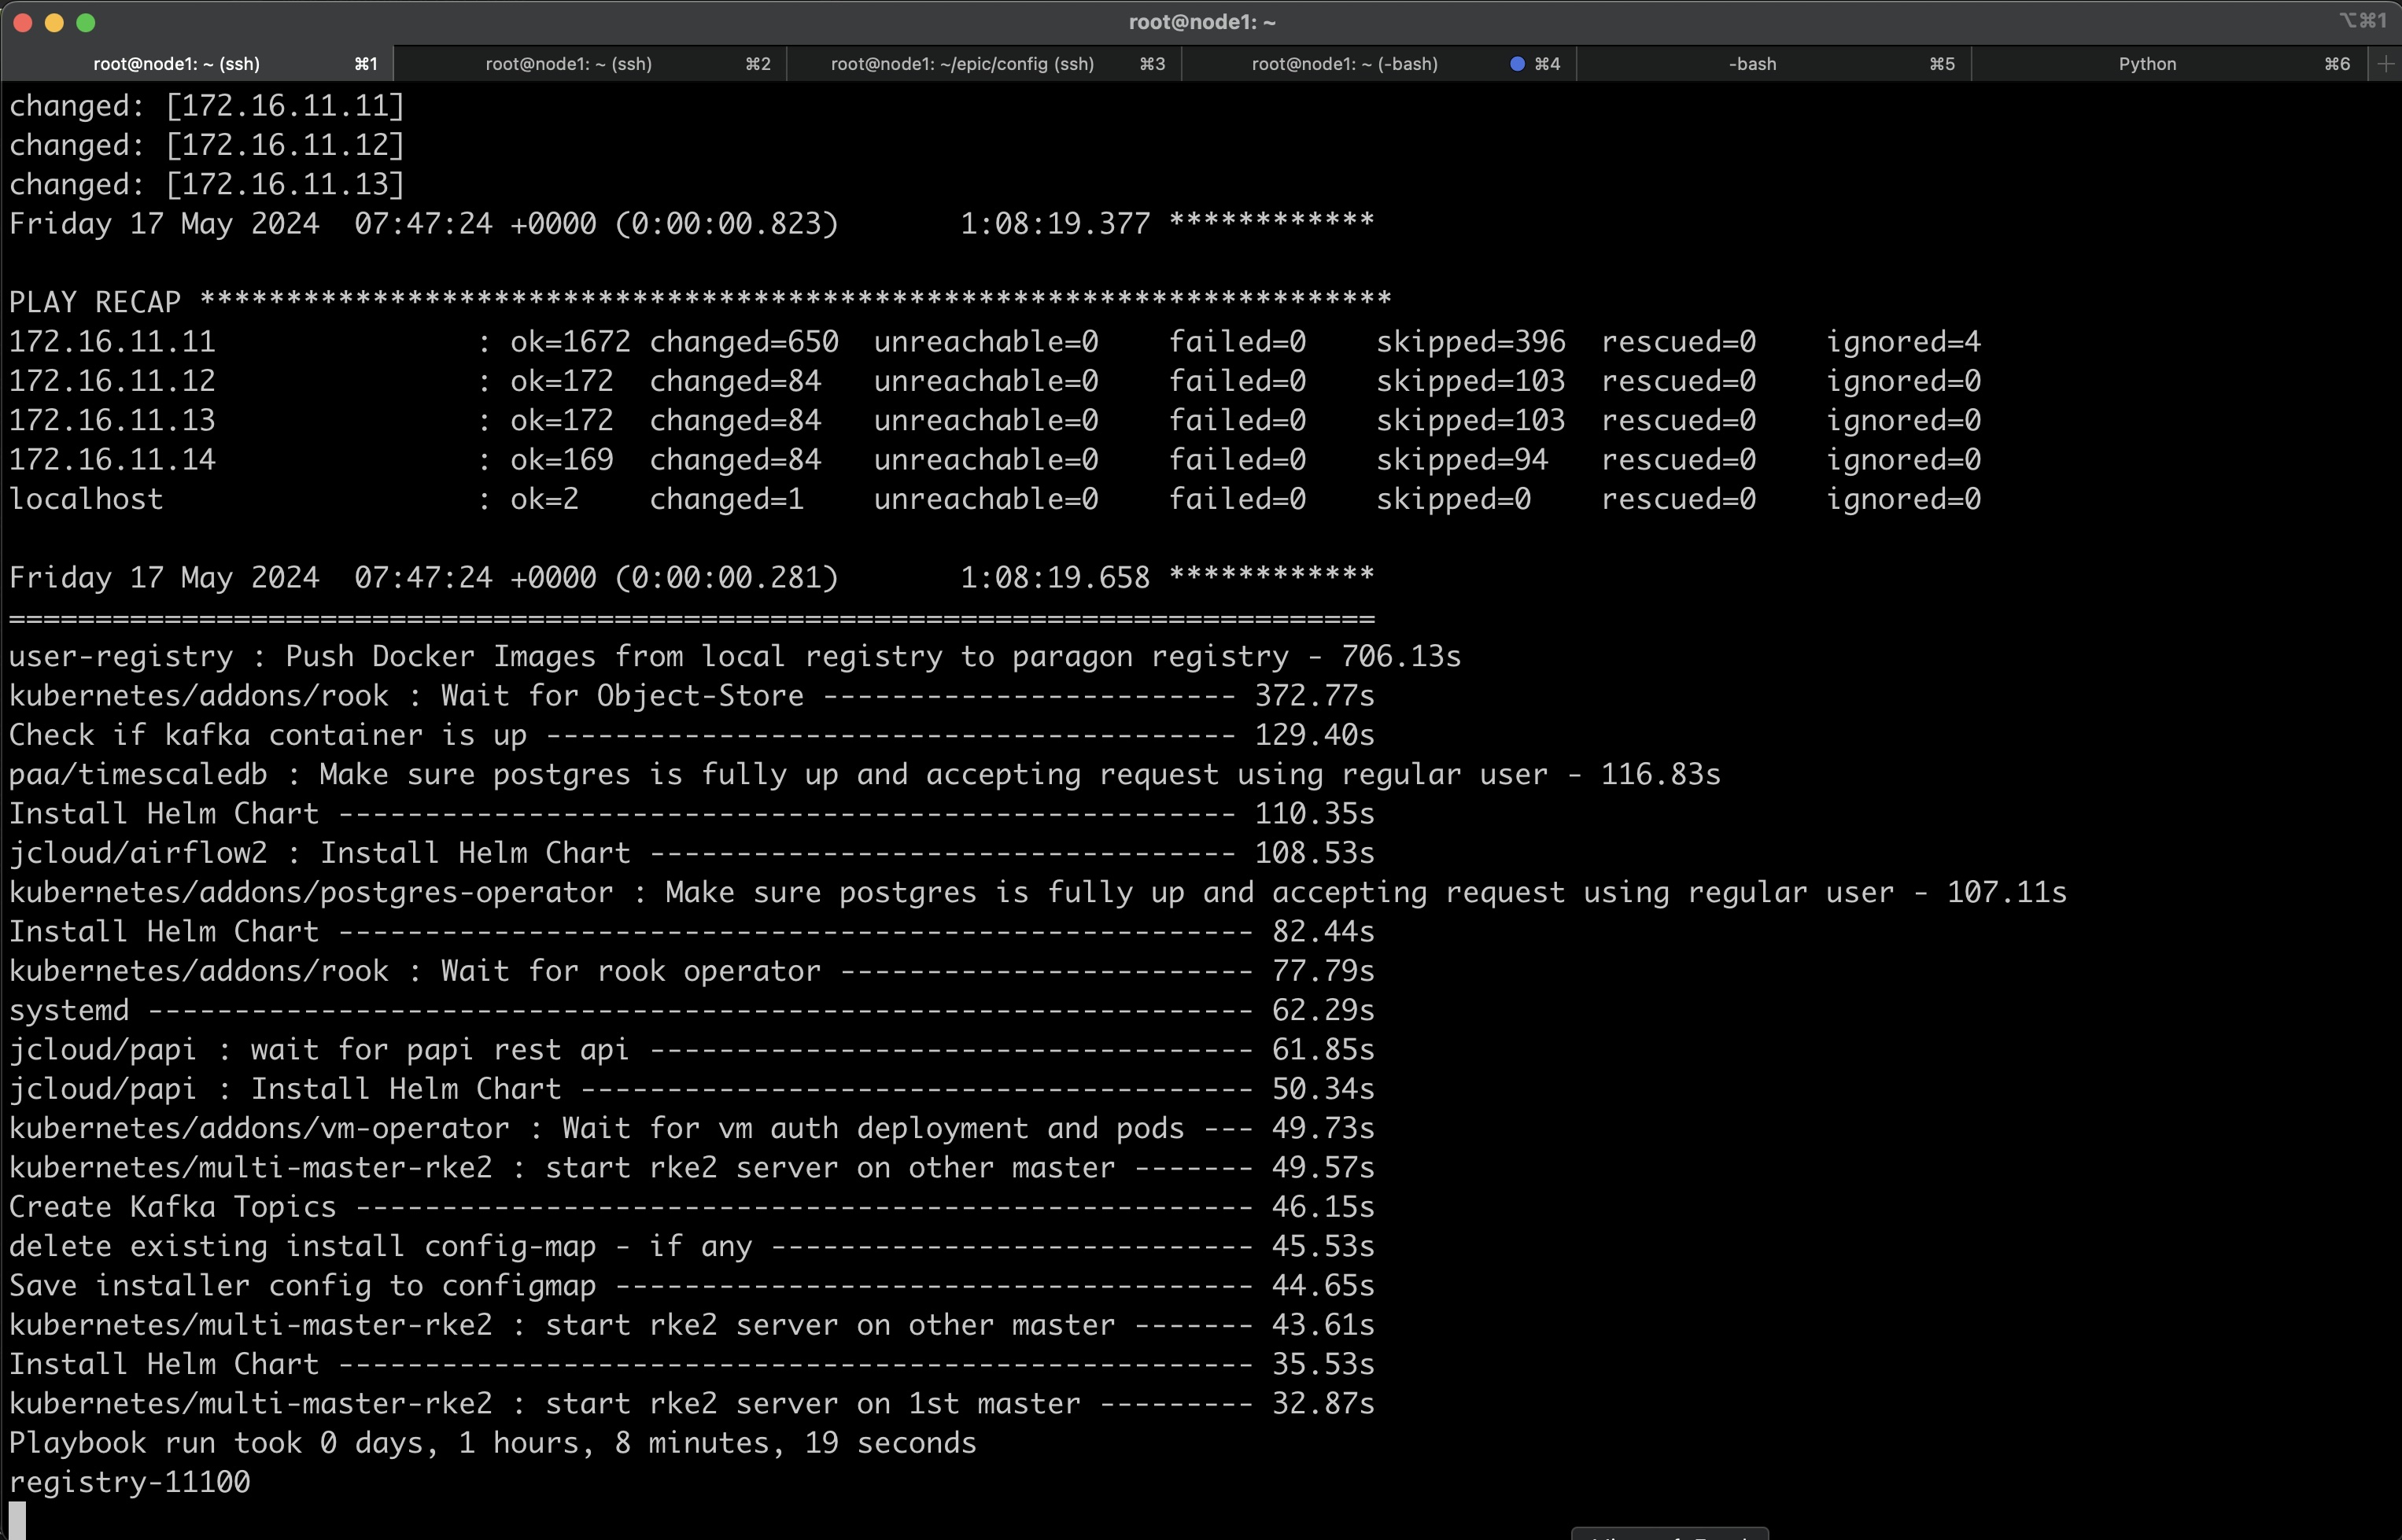 root@node1: ~
⌥⌘1
root@node1: ~ (ssh) ⌘1 root@node1: ~ (ssh) ⌘2 root@node1: ~/epic/config (ssh) ⌘3 root@node1: ~ (-bash) ⌘4 -bash ⌘5 Python ⌘6 +
changed: [172.16.11.11]
changed: [172.16.11.12]
changed: [172.16.11.13]
Friday 17 May 2024  07:47:24 +0000 (0:00:00.823)       1:08:19.377 ************
PLAY RECAP *********************************************************************
172.16.11.11               : ok=1672 changed=650  unreachable=0    failed=0    skipped=396  rescued=0    ignored=4
172.16.11.12               : ok=172  changed=84   unreachable=0    failed=0    skipped=103  rescued=0    ignored=0
172.16.11.13               : ok=172  changed=84   unreachable=0    failed=0    skipped=103  rescued=0    ignored=0
172.16.11.14               : ok=169  changed=84   unreachable=0    failed=0    skipped=94   rescued=0    ignored=0
localhost                  : ok=2    changed=1    unreachable=0    failed=0    skipped=0    rescued=0    ignored=0
Friday 17 May 2024  07:47:24 +0000 (0:00:00.281)       1:08:19.658 ************
===============================================================================
user-registry : Push Docker Images from local registry to paragon registry - 706.13s
kubernetes/addons/rook : Wait for Object-Store ------------------------ 372.77s
Check if kafka container is up ---------------------------------------- 129.40s
paa/timescaledb : Make sure postgres is fully up and accepting request using regular user - 116.83s
Install Helm Chart ---------------------------------------------------- 110.35s
jcloud/airflow2 : Install Helm Chart ---------------------------------- 108.53s
kubernetes/addons/postgres-operator : Make sure postgres is fully up and accepting request using regular user - 107.11s
Install Helm Chart ----------------------------------------------------- 82.44s
kubernetes/addons/rook : Wait for rook operator ------------------------ 77.79s
systemd ---------------------------------------------------------------- 62.29s
jcloud/papi : wait for papi rest api ----------------------------------- 61.85s
jcloud/papi : Install Helm Chart --------------------------------------- 50.34s
kubernetes/addons/vm-operator : Wait for vm auth deployment and pods --- 49.73s
kubernetes/multi-master-rke2 : start rke2 server on other master ------- 49.57s
Create Kafka Topics ---------------------------------------------------- 46.15s
delete existing install config-map - if any ---------------------------- 45.53s
Save installer config to configmap ------------------------------------- 44.65s
kubernetes/multi-master-rke2 : start rke2 server on other master ------- 43.61s
Install Helm Chart ----------------------------------------------------- 35.53s
kubernetes/multi-master-rke2 : start rke2 server on 1st master --------- 32.87s
Playbook run took 0 days, 1 hours, 8 minutes, 19 seconds
registry-11100